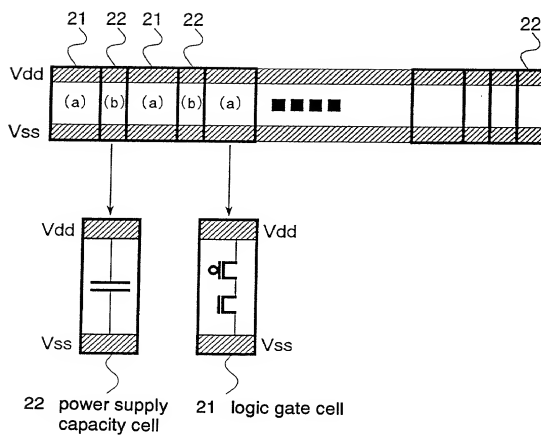 21 22 21 22 22
Vdd
(a) (b) (a) (b) (a)
Vss
Vdd Vdd
Vss Vss
22 power supply
capacity cell
21 logic gate cell